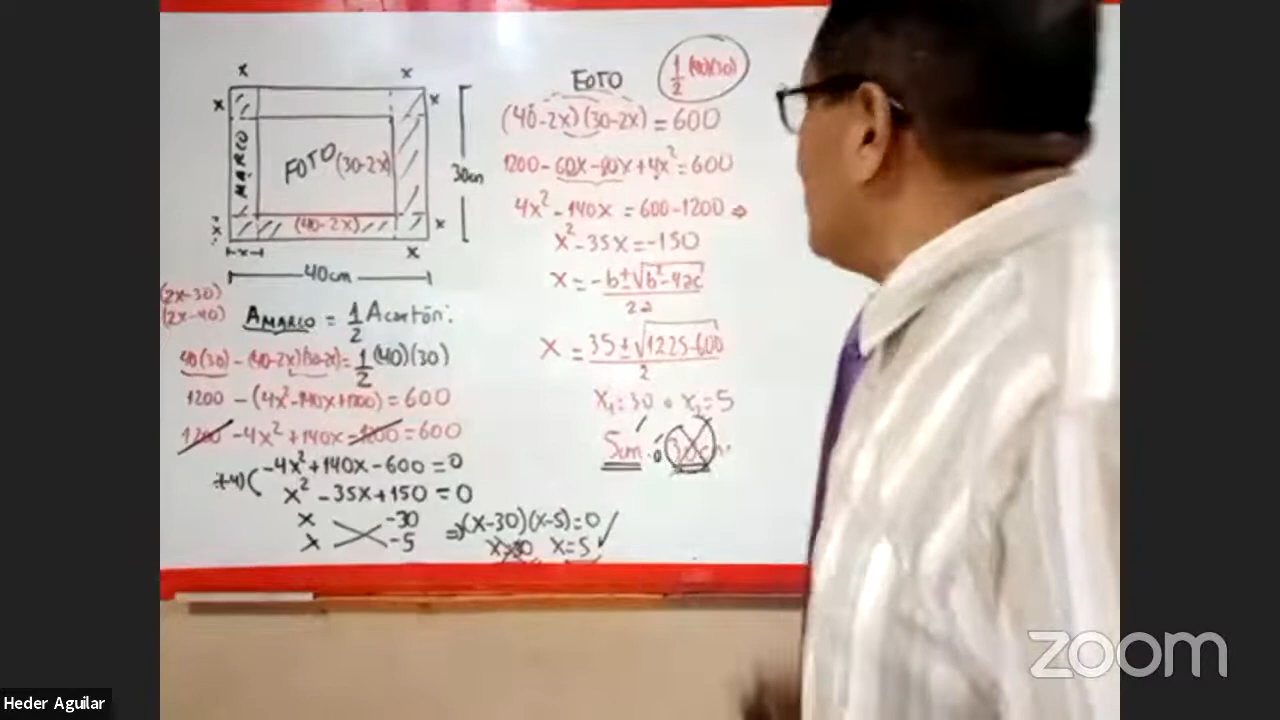 x x
x x
MARCO
FOTO (30-2x)
30cm
(40-2x)
x x
x
40cm
(2x-30)
(2x-40)
AMARCO = 1/2 A cartón:
40(30) - (40-2x)(30-2x) = 1/2 (40)(30)
1200 - (4x²-140x+1200) = 600
1200 - 4x² + 140x - 1200 = 600
-4x² + 140x - 600 = 0
x² - 35x + 150 = 0
x -30
x -5
⇒ (x-30)(x-5)=0
x=30 x=5
FOTO
1/2 (40)(30)
(40-2x)(30-2x) = 600
1200 - 60x - 80x + 4x² = 600
4x² - 140x = 600 - 1200 ⇒
x² - 35x = -150
x = -b ± √b²-4ac / 2a
x = 35 ± √1225-600 / 2
x₁ = 30 o x₂ = 5
5cm. o
zoom
Heder Aguilar